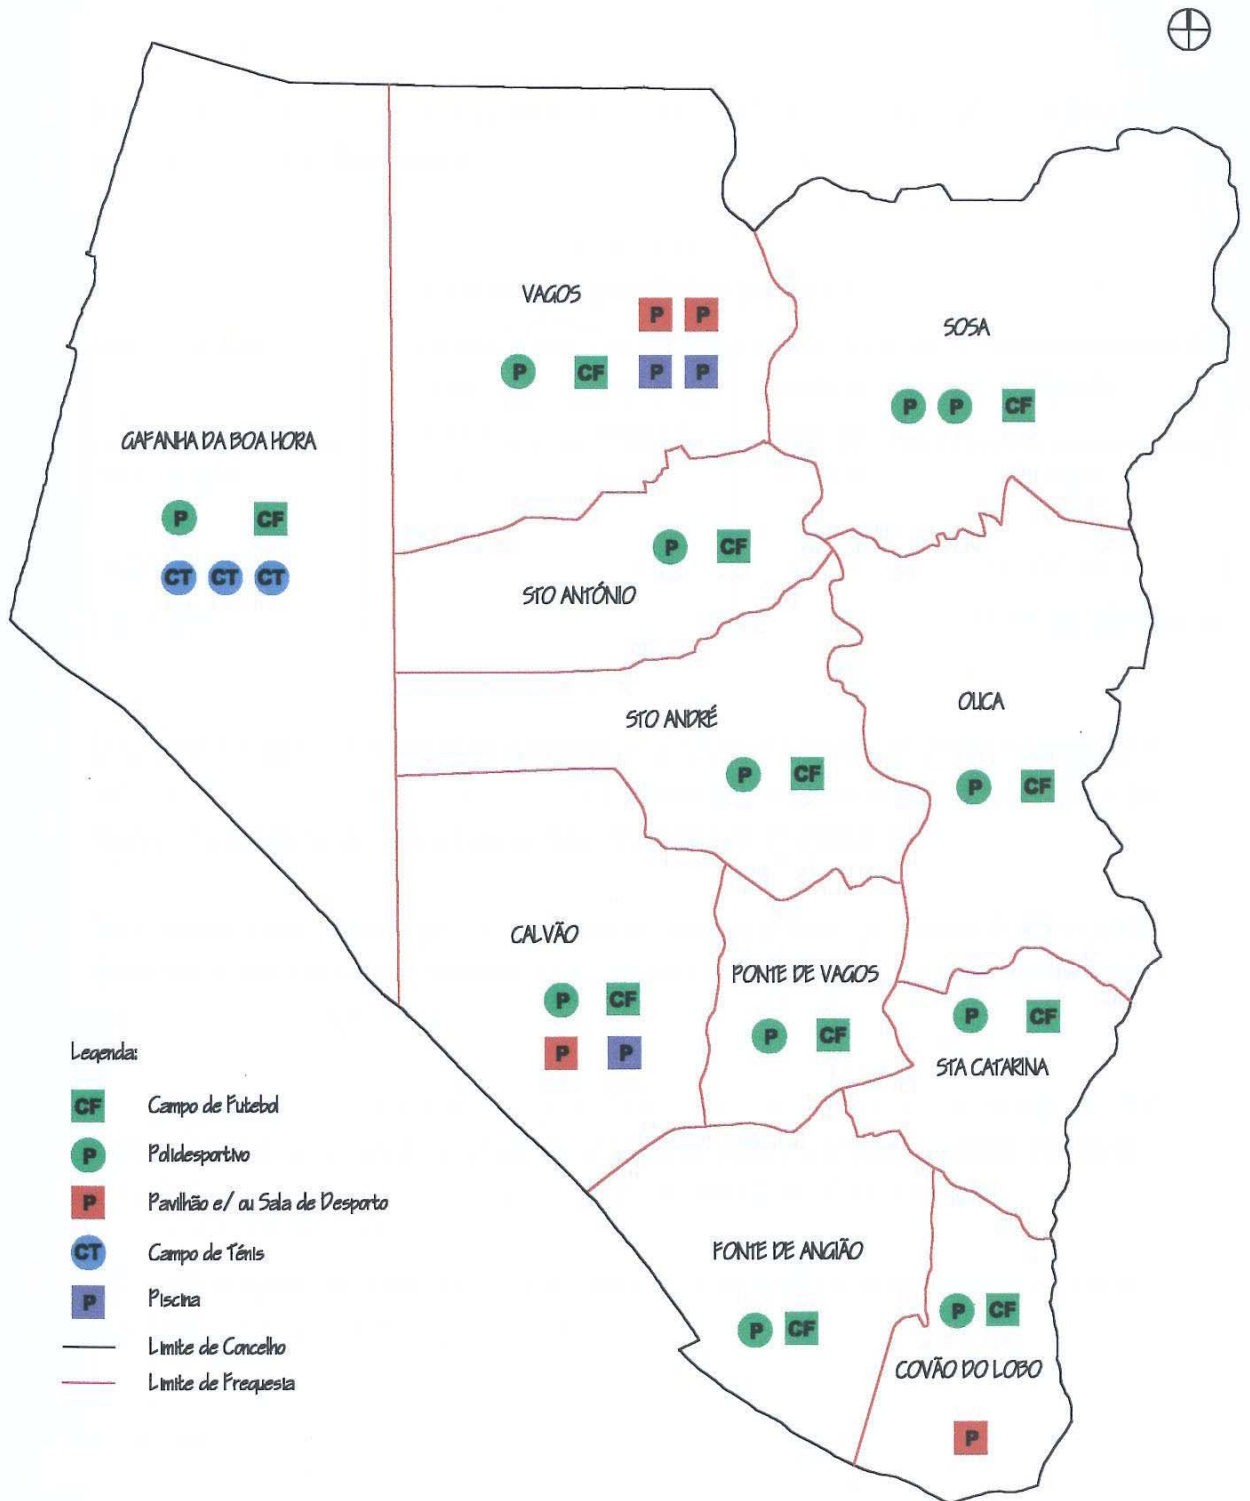 VAGOS
P P
P CF P P
SOSA
P P CF
GAFANHA DA BOA HORA
P CF
CT CT CT
P CF
STO ANTÓNIO
STO ANDRÉ
P CF
OUCA
P CF
CALVÃO
P CF
P P
PONTE DE VAGOS
P CF
P CF
STA CATARINA
FONTE DE ANGIÃO
P CF
P CF
COVÃO DO LOBO
P
Legenda:
CF Campo de Futebol
P Polidesportivo
P Pavilhão e/ ou Sala de Desporto
CT Campo de Ténis
P Piscina
Limite de Concelho
Limite de Freguesia